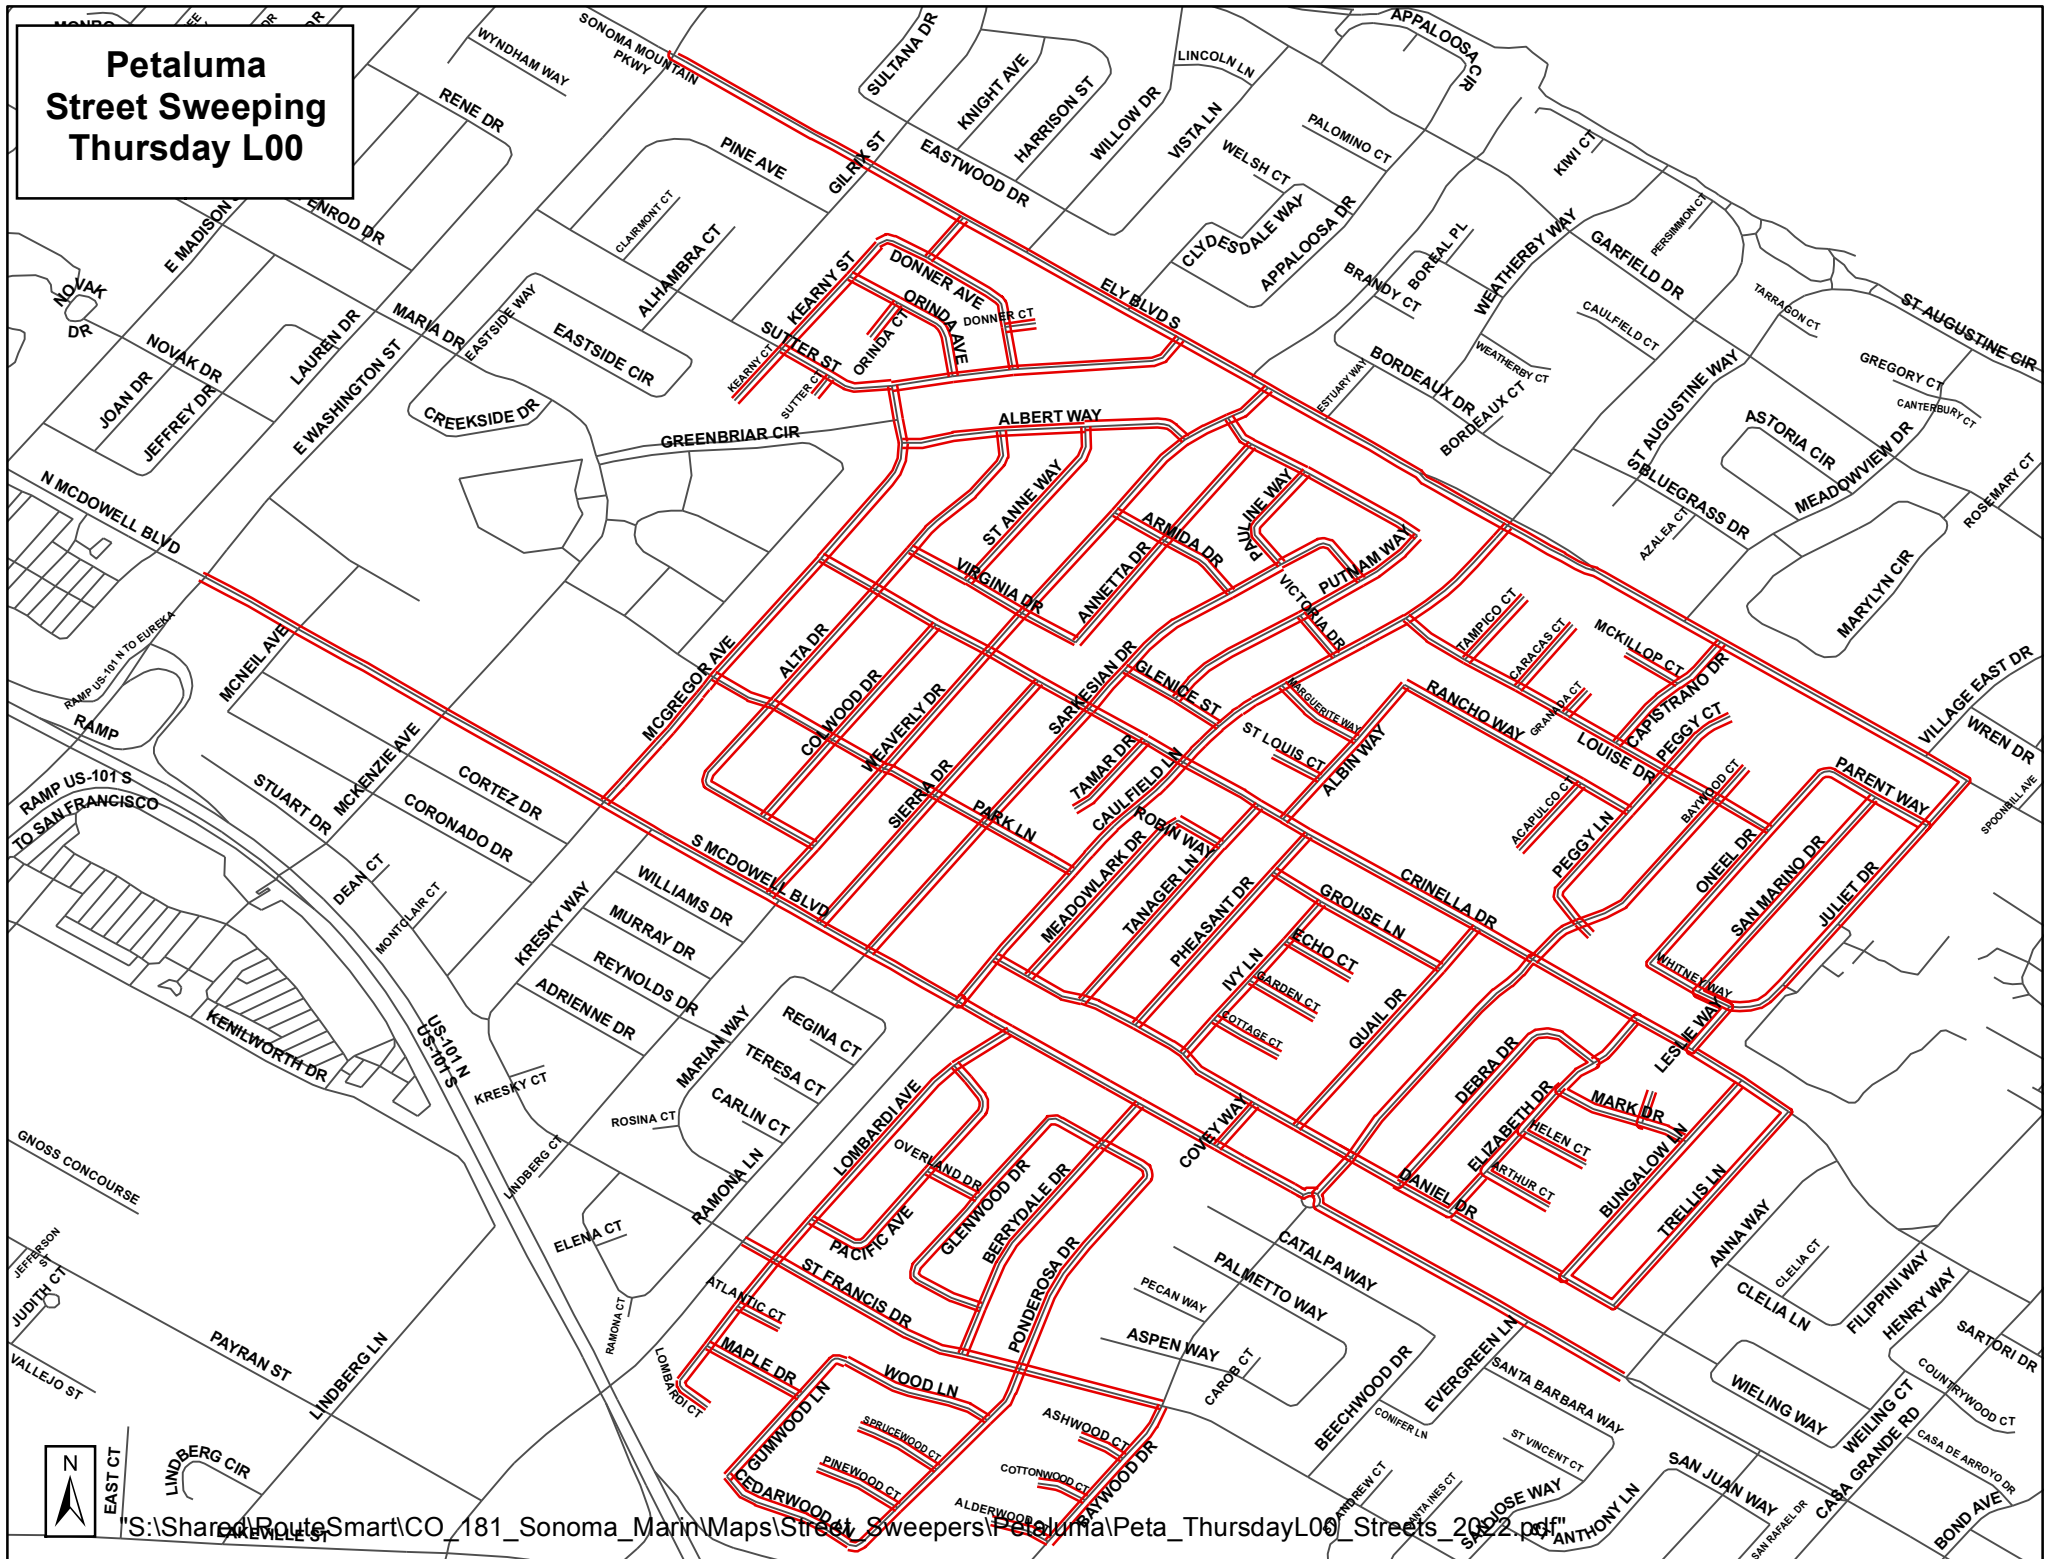 Petaluma
Street Sweeping
Thursday L00
SONOMA MOUNTAIN
PKWY
WYNDHAM WAY
RENE DR
PINE AVE
GILRIX ST
SULTANA DR
KNIGHT AVE
HARRISON ST
WILLOW DR
VISTA LN
LINCOLN LN
EASTWOOD DR
APPALOOSA CIR
PALOMINO CT
WELSH CT
CLYDESDALE WAY
APPALOOSA DR
KIWI CT
PERSIMMON CT
BOREAL PL
WEATHERBY WAY
GARFIELD DR
BRANDY CT
CAULFIELD CT
TARRAGON CT
ST AUGUSTINE CIR
WEATHERBY CT
GREGORY CT
CANTERBURY CT
BORDEAUX DR
BORDEAUX CT
ESTUARY WAY
ST AUGUSTINE WAY
ASTORIA CIR
MEADOWVIEW DR
BLUEGRASS DR
AZALEA CT
ROSEMARY CT
MARYLYN CIR
E MADISON
CLAIRMONT CT
ALHAMBRA CT
NOVAK
DR
NOVAK DR
JOAN DR
JEFFREY DR
LAUREN DR
MARIA DR
E WASHINGTON ST
EASTSIDE WAY
EASTSIDE CIR
CREEKSIDE DR
GREENBRIAR CIR
KEARNY ST
KEARNY CT
DONNER AVE
DONNER CT
ORINDA AVE
ORINDA CT
SUTTER ST
SUTTER CT
ELY BLVD S
ALBERT WAY
N MCDOWELL BLVD
ST ANNE WAY
VIRGINIA DR
ANNETTA DR
ARMIDA DR
PAULINE WAY
PUTNAM WAY
VICTORIA DR
RAMP US-101 N TO EUREKA
RAMP
RAMP US-101 S
TO SAN FRANCISCO
MCNEIL AVE
MCKENZIE AVE
STUART DR
CORTEZ DR
CORONADO DR
DEAN CT
MONTCLAIR CT
MCGREGOR AVE
ALTA DR
COLWOOD DR
WEAVERLY DR
SIERRA DR
SARKESIAN DR
GLENICE ST
TAMAR DR
CAULFIELD LN
MARGUERITE WAY
ST LOUIS CT
ALBIN WAY
RANCHO WAY
TAMPICO CT
CARACAS CT
GRANADA CT
MCKILLOP CT
CAPISTRANO DR
LOUISE DR
PEGGY CT
ACAPULCO CT
PEGGY LN
BAYWOOD CT
ONEEL DR
SAN MARINO DR
JULIET DR
PARENT WAY
VILLAGE EAST DR
WREN DR
SPOONBILL AVE
WHITNEY WAY
LESLIE WAY
S MCDOWELL BLVD
PARK LN
ROBIN WAY
MEADOWLARK DR
TANAGER LN
PHEASANT DR
GROUSE LN
CRINELLA DR
ECHO CT
IVY LN
GARDEN CT
COTTAGE CT
QUAIL DR
COVEY WAY
DEBRA DR
ELIZABETH DR
MARK DR
HELEN CT
ARTHUR CT
DANIEL DR
BUNGALOW LN
TRELLIS LN
WILLIAMS DR
MURRAY DR
REYNOLDS DR
ADRIENNE DR
KRESKY WAY
KRESKY CT
US-101 N
US-101 S
KENILWORTH DR
MARIAN WAY
REGINA CT
TERESA CT
CARLIN CT
ROSINA CT
LINDBERG CT
ELENA CT
RAMONA LN
RAMONA CT
LOMBARDI AVE
OVERLAND DR
PACIFIC AVE
GLENWOOD DR
BERRYDALE DR
PONDEROSA DR
ST FRANCIS DR
ATLANTIC CT
MAPLE DR
LOMBARDI CT
GUMWOOD LN
WOOD LN
SPRUCEWOOD CT
PINEWOOD CT
CEDARWOOD LN
ASHWOOD CT
COTTONWOOD CT
BAYWOOD DR
CATALPA WAY
PALMETTO WAY
PECAN WAY
ASPEN WAY
CAROB CT
BEECHWOOD DR
EVERGREEN LN
CONIFER LN
SANTA BARBARA WAY
ST VINCENT CT
SAN JUAN WAY
SAN RAFAEL DR
ANNA WAY
CLELIA CT
CLELIA LN
FILIPPINI WAY
HENRY WAY
SARTORI DR
COUNTRYWOOD CT
WIELING WAY
WEILING CT
CASA GRANDE RD
CASA DE ARROYO DR
BOND AVE
GNOSS CONCOURSE
JEFFERSON
ST
JUDITH CT
VALLEJO ST
PAYRAN ST
LINDBERG LN
LINDBERG CIR
EAST CT
LAKEVILLE ST
N
"S:\Shared\RouteSmart\CO_181_Sonoma_Marin\Maps\Street_Sweepers\Petaluma\Peta_ThursdayL00_Streets_2022.pdf"